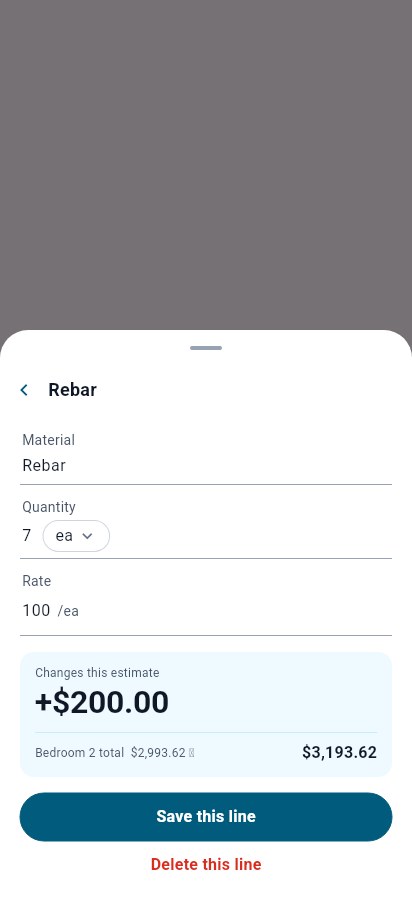 Rebar
Material
Rebar
Quantity
7 ea
Rate
100 /ea
Changes this estimate
+$200.00
Bedroom 2 total $2,993.62 $3,193.62
Save this line
Delete this line